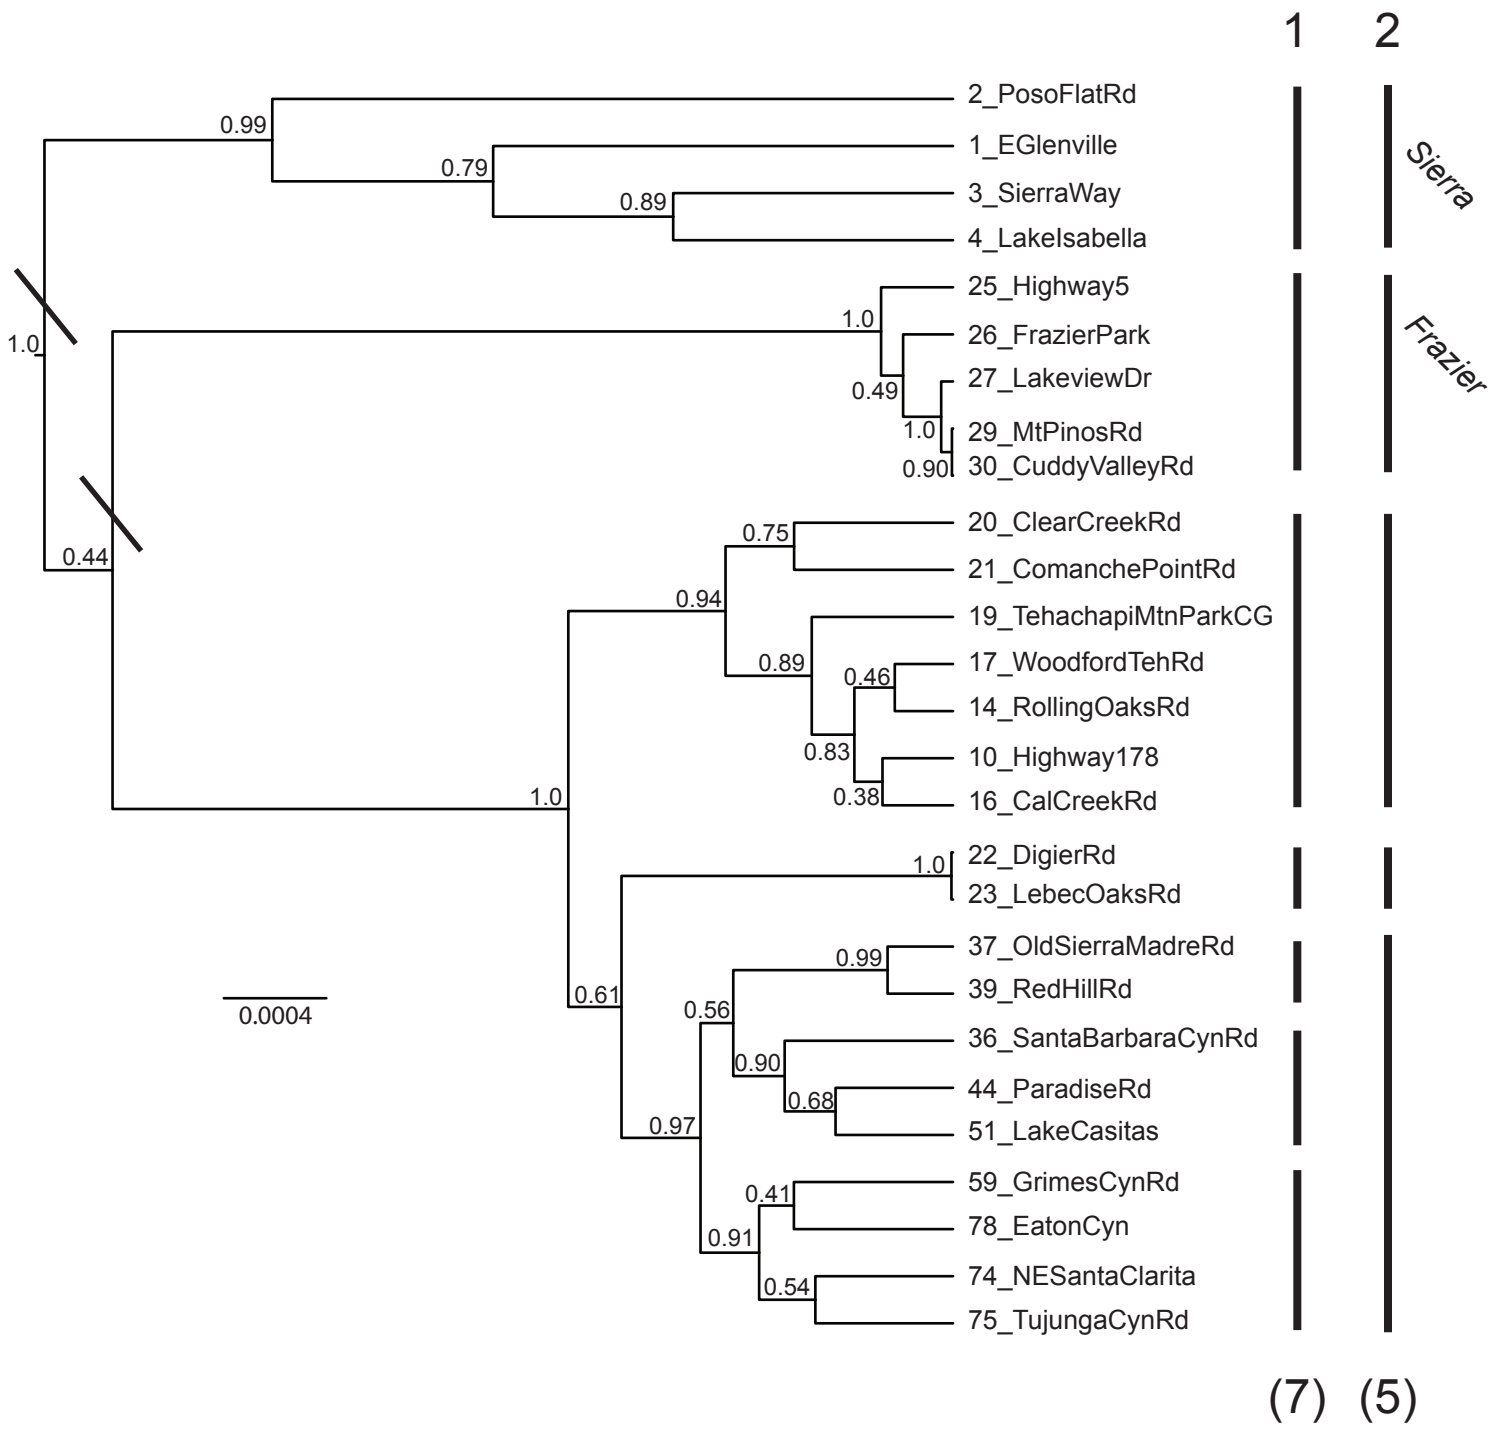 1 2
2_PosoFlatRd
0.99
1_EGlenville
0.79
Sierra
3_SierraWay
0.89
4_LakeIsabella
25_Highway5
1.0
26_FrazierPark
1.0
Frazier
27_LakeviewDr
0.49
1.0
29_MtPinosRd
0.90
30_CuddyValleyRd
20_ClearCreekRd
0.75
0.44
21_ComanchePointRd
0.94
19_TehachapiMtnParkCG
0.89
17_WoodfordTehRd
0.46
14_RollingOaksRd
0.83
10_Highway178
1.0
0.38
16_CalCreekRd
22_DigierRd
1.0
23_LebecOaksRd
37_OldSierraMadreRd
0.99
39_RedHillRd
0.61
0.56
0.0004
36_SantaBarbaraCynRd
0.90
44_ParadiseRd
0.68
51_LakeCasitas
0.97
59_GrimesCynRd
0.41
78_EatonCyn
0.91
74_NESantaClarita
0.54
75_TujungaCynRd
(7) (5)